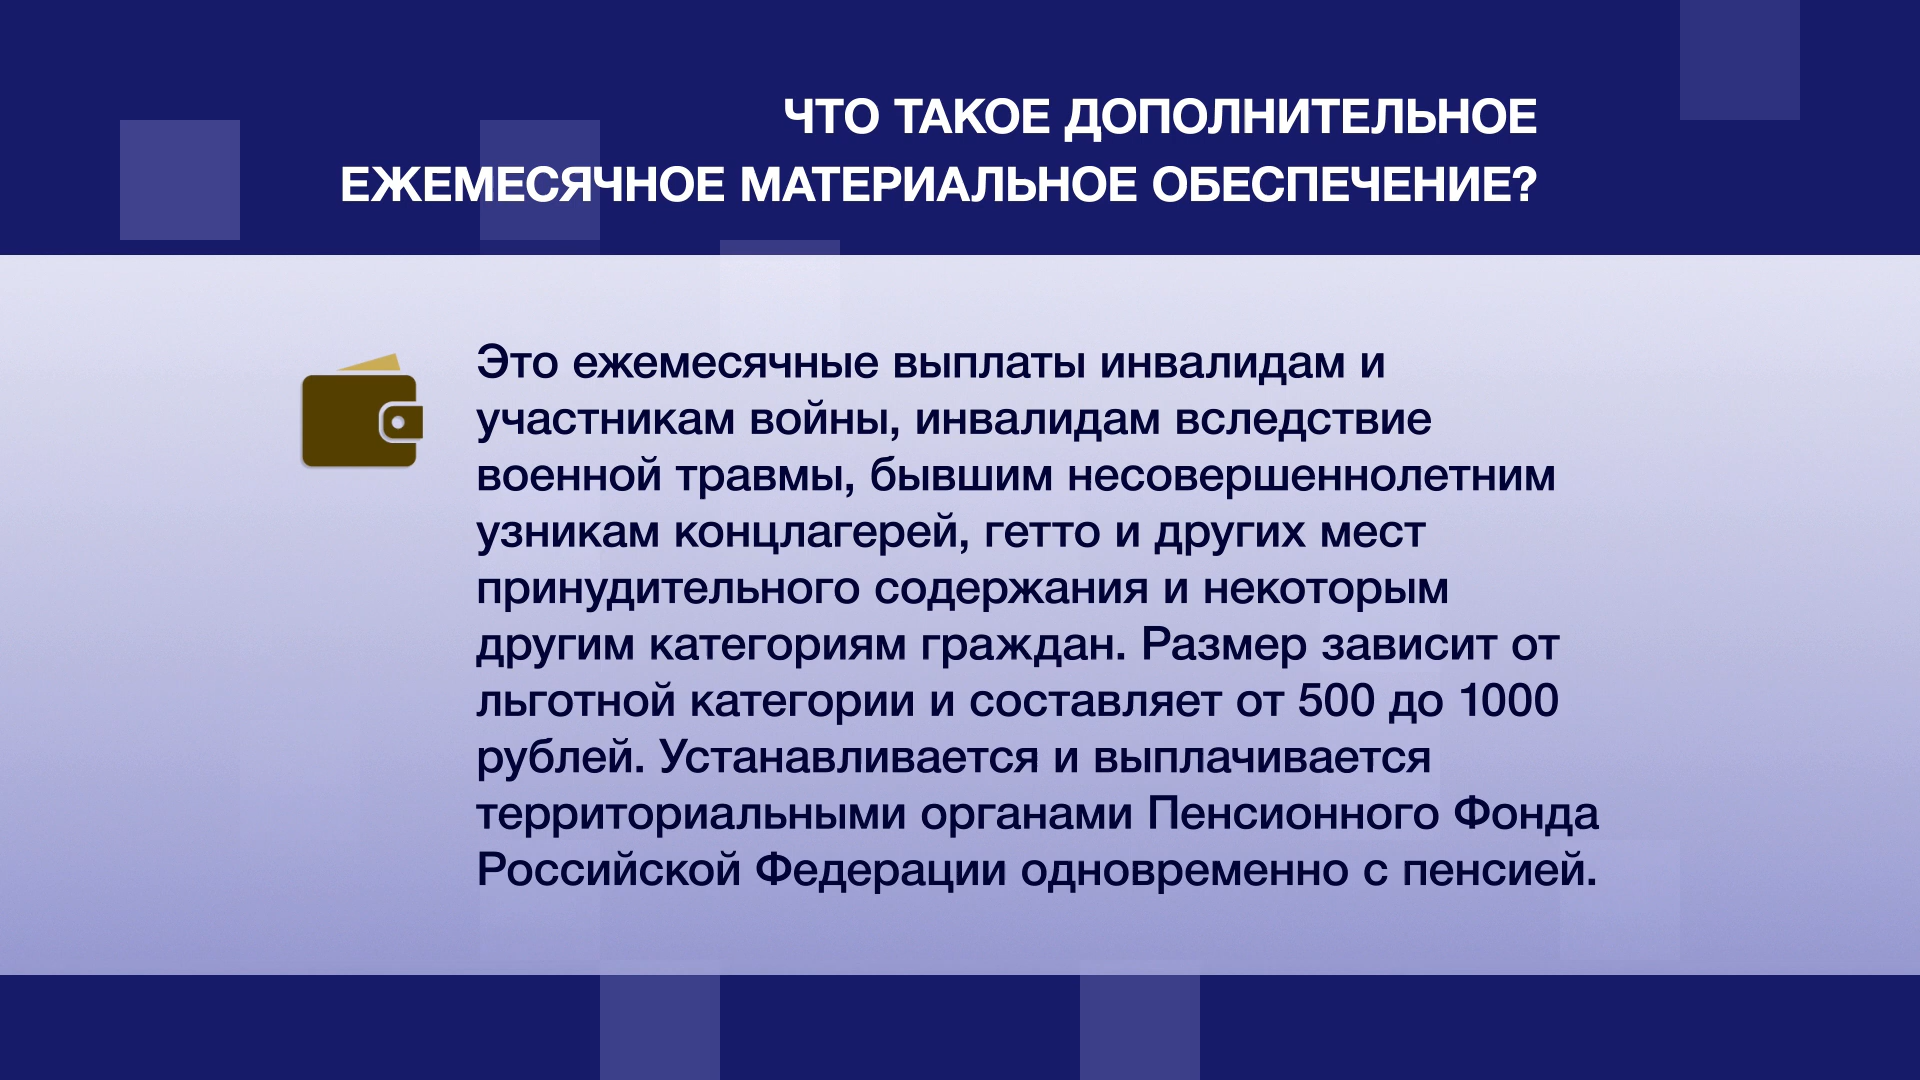 ЧТО ТАКОЕ ДОПОЛНИТЕЛЬНОЕ
ЕЖЕМЕСЯЧНОЕ МАТЕРИАЛЬНОЕ ОБЕСПЕЧЕНИЕ?
Это ежемесячные выплаты инвалидам и
участникам войны, инвалидам вследствие
военной травмы, бывшим несовершеннолетним
узникам концлагерей, гетто и других мест
принудительного содержания и некоторым
другим категориям граждан. Размер зависит от
льготной категории и составляет от 500 до 1000
рублей. Устанавливается и выплачивается
территориальными органами Пенсионного Фонда
Российской Федерации одновременно с пенсией.